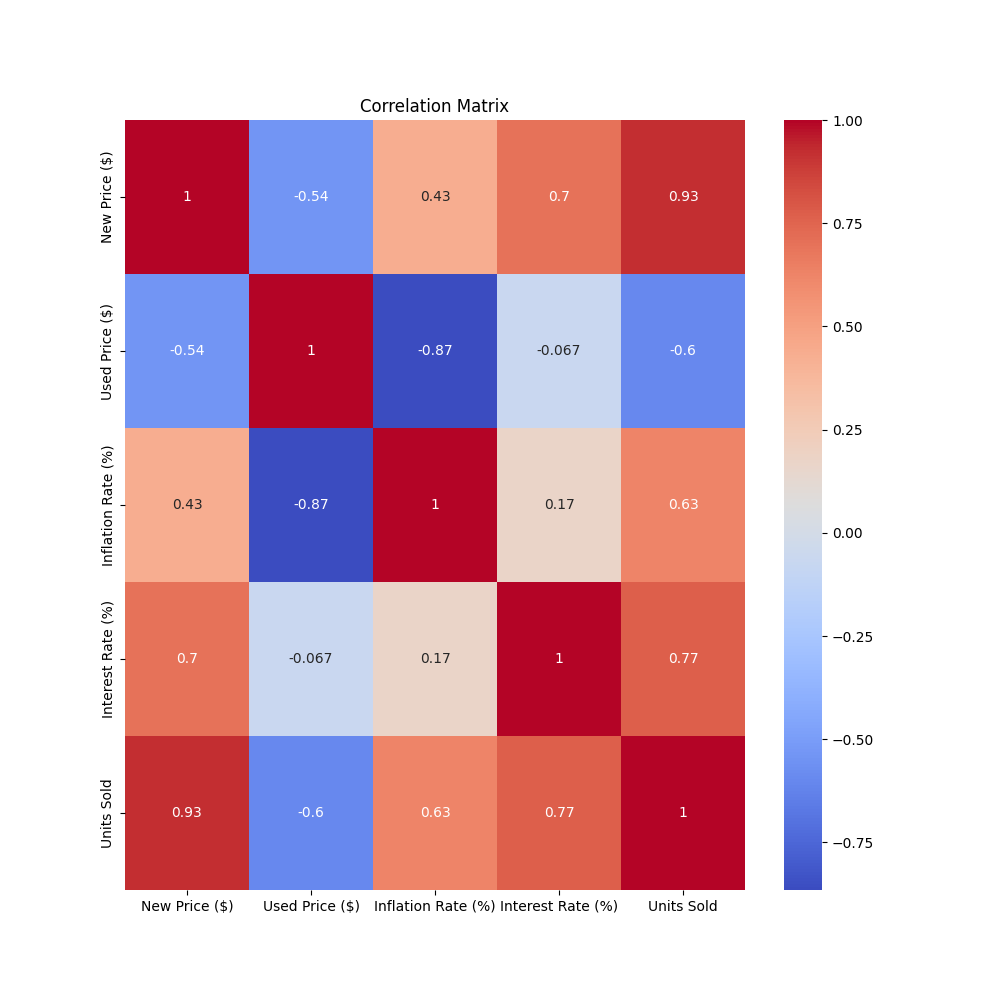 Correlation Matrix
New Price ($) 1 -0.54 0.43 0.7 0.93
Used Price ($) -0.54 1 -0.87 -0.067 -0.6
Inflation Rate (%) 0.43 -0.87 1 0.17 0.63
Interest Rate (%) 0.7 -0.067 0.17 1 0.77
Units Sold 0.93 -0.6 0.63 0.77 1
New Price ($) Used Price ($) Inflation Rate (%) Interest Rate (%) Units Sold
1.00
0.75
0.50
0.25
0.00
−0.25
−0.50
−0.75